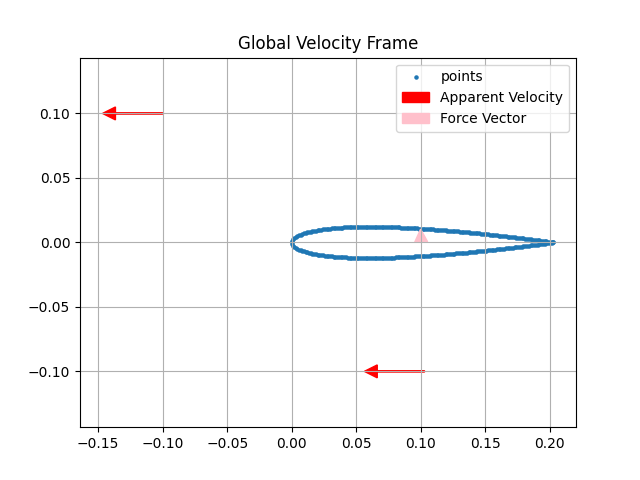 Global Velocity Frame
points
Apparent Velocity
Force Vector
0.10
0.05
0.00
−0.05
−0.10
−0.15 −0.10 −0.05 0.00 0.05 0.10 0.15 0.20